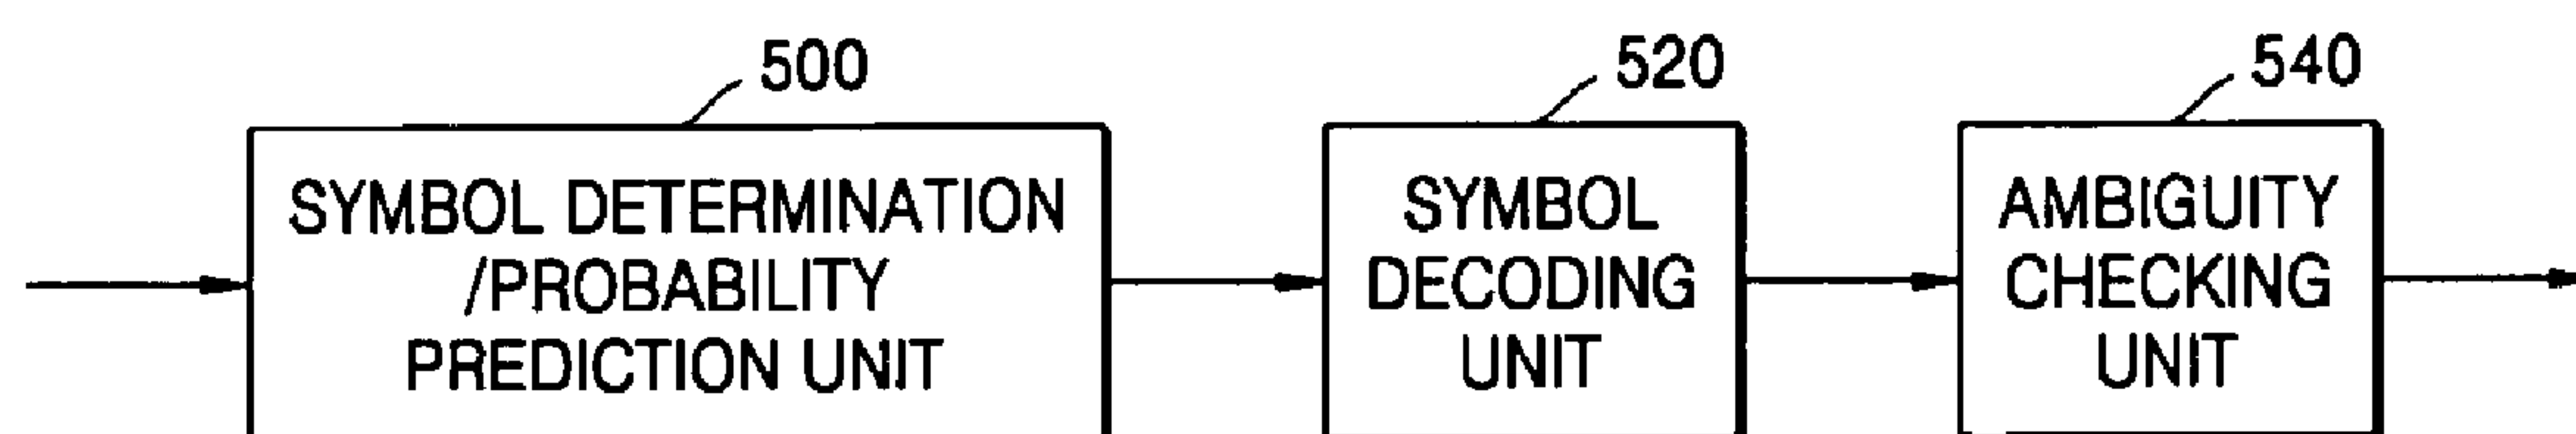 500
520
540
SYMBOL DETERMINATION
/PROBABILITY
PREDICTION UNIT
SYMBOL
DECODING
UNIT
AMBIGUITY
CHECKING
UNIT